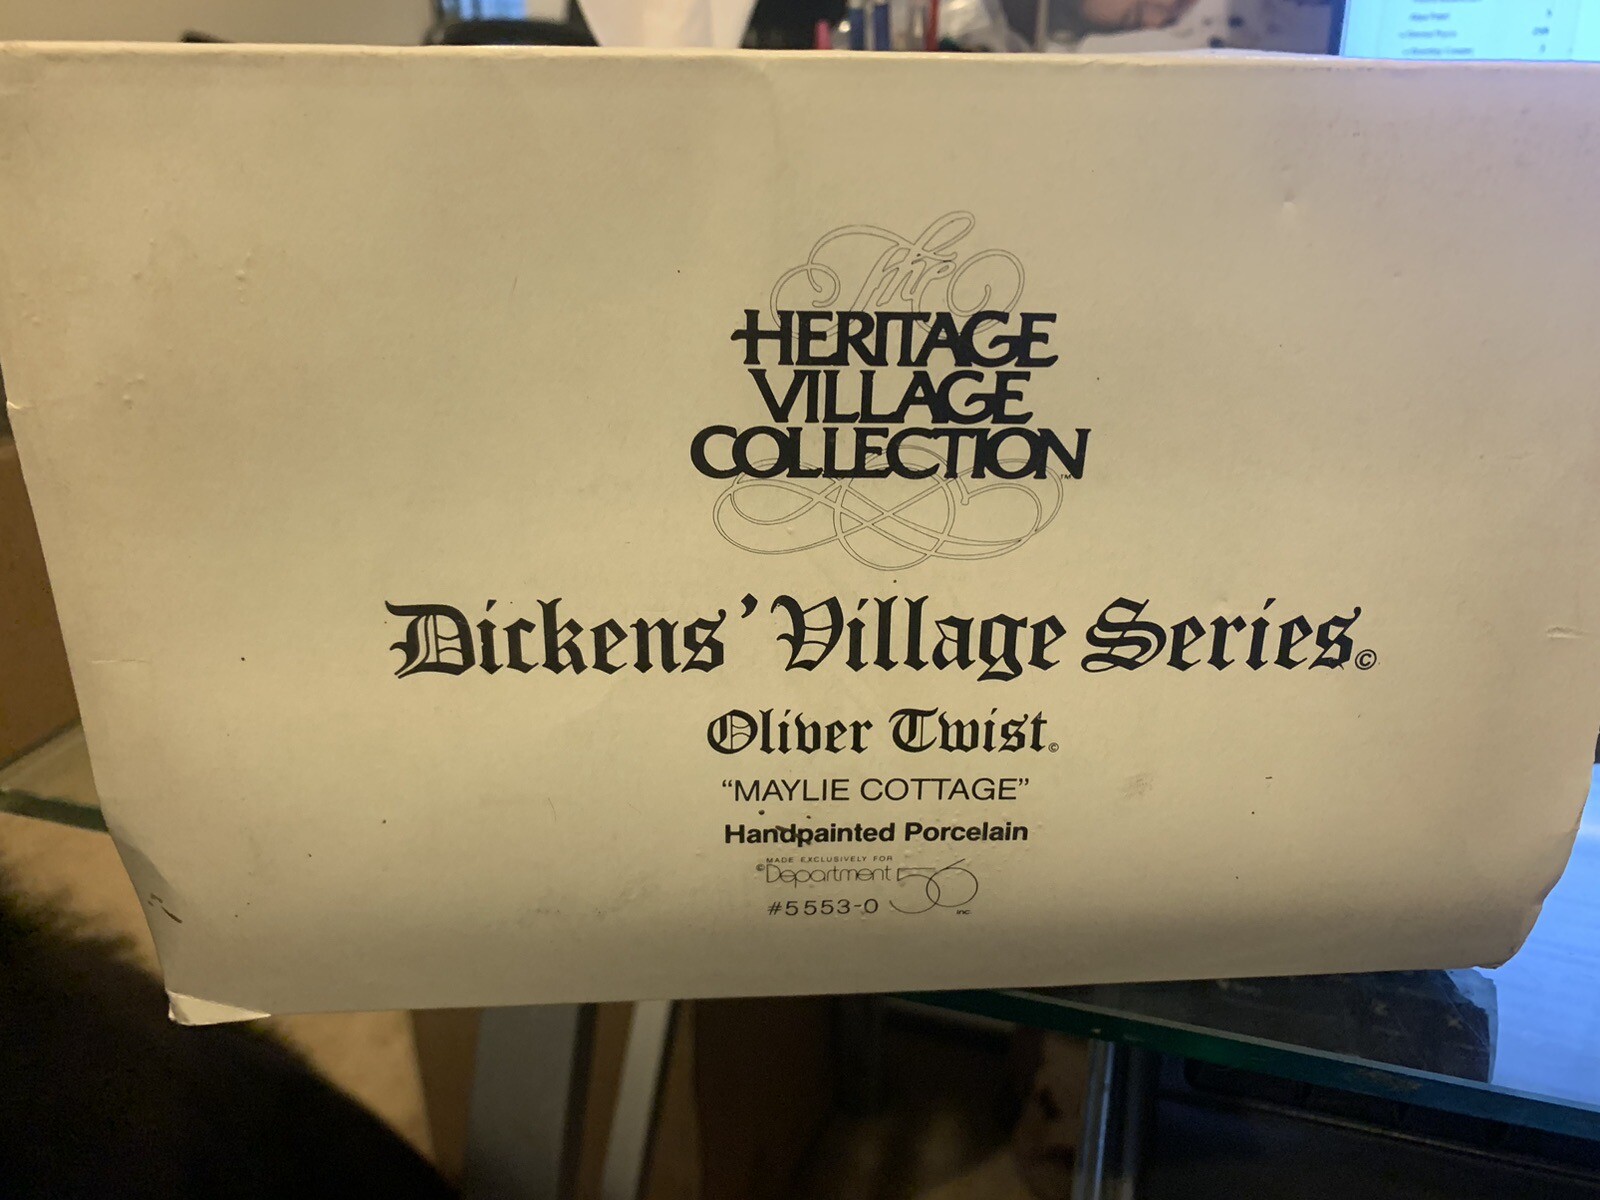 The
HERITAGE
VILLAGE
COLLECTION™
Dickens' Village Series©
Oliver Twist©
“MAYLIE COTTAGE”
Handpainted Porcelain
MADE EXCLUSIVELY FOR
©Department 56 inc.
#5553-0